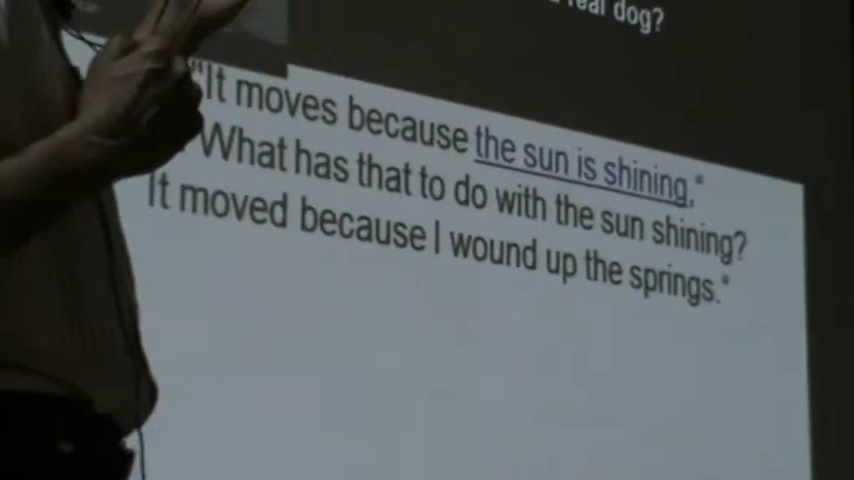 real dog?
"It moves because the sun is shining,"
"What has that to do with the sun shining?
It moved because I wound up the springs."